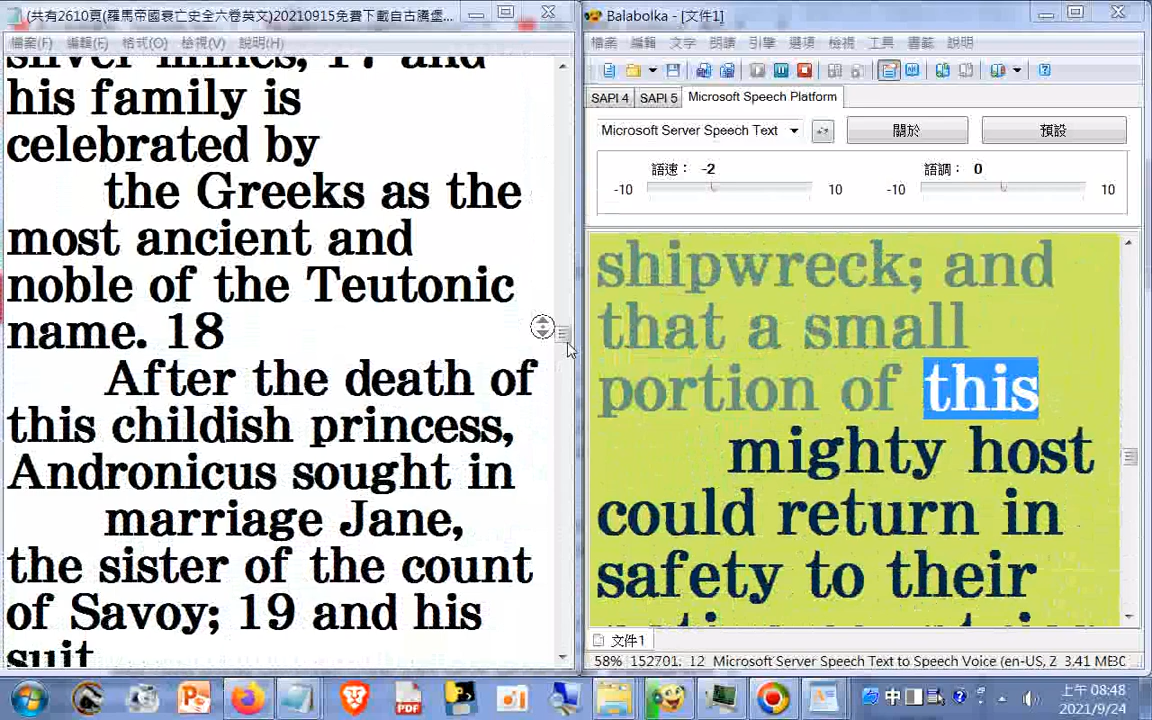 (共有2610頁(羅馬帝國衰亡史全六卷英文)20210915免費下載自古騰堡...
檔案(F) 編輯(E) 格式(O) 檢視(V) 說明(H)
silver mines, 17 and
his family is
celebrated by
the Greeks as the
most ancient and
noble of the Teutonic
name. 18
After the death of
this childish princess,
Andronicus sought in
marriage Jane,
the sister of the count
of Savoy; 19 and his
suit
Balabolka - [文件1]
檔案 編輯 文字 朗讀 引擎 選項 檢視 工具 書籤 說明
SAPI 4 SAPI 5 Microsoft Speech Platform
Microsoft Server Speech Text 關於 預設
語速: -2 語調: 0
-10 10 -10 10
shipwreck; and
that a small
portion of this
mighty host
could return in
safety to their
文件1
58% 152701: 12 Microsoft Server Speech Text to Speech Voice (en-US, Z 3.41 MB
中
上午 08:48
2021/9/24